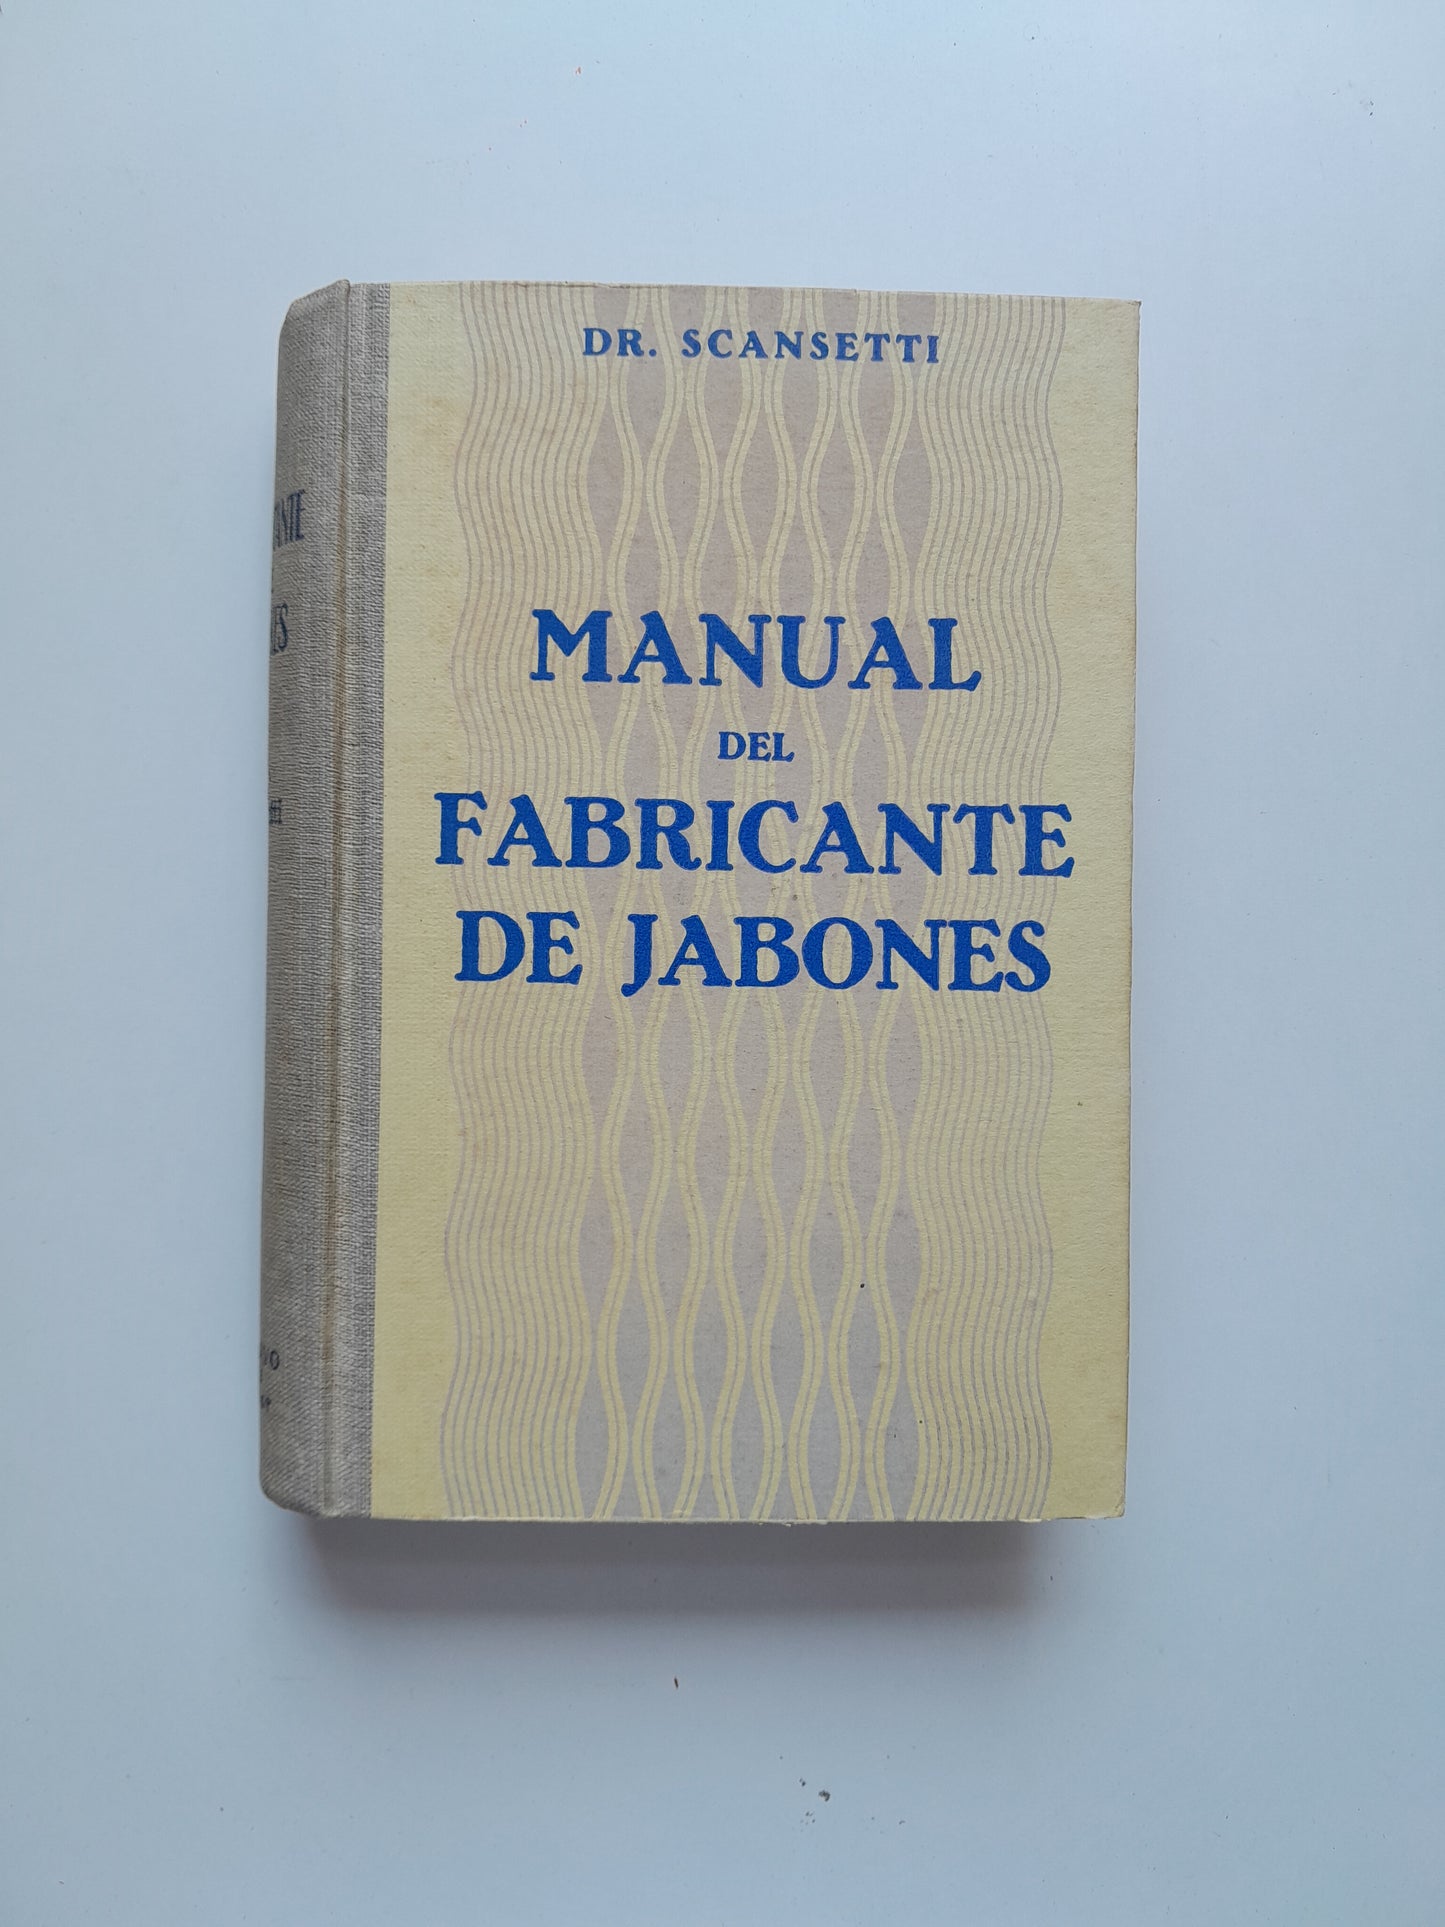 DR. SCANSETTI
MANUAL
DEL
FABRICANTE
DE JABONES